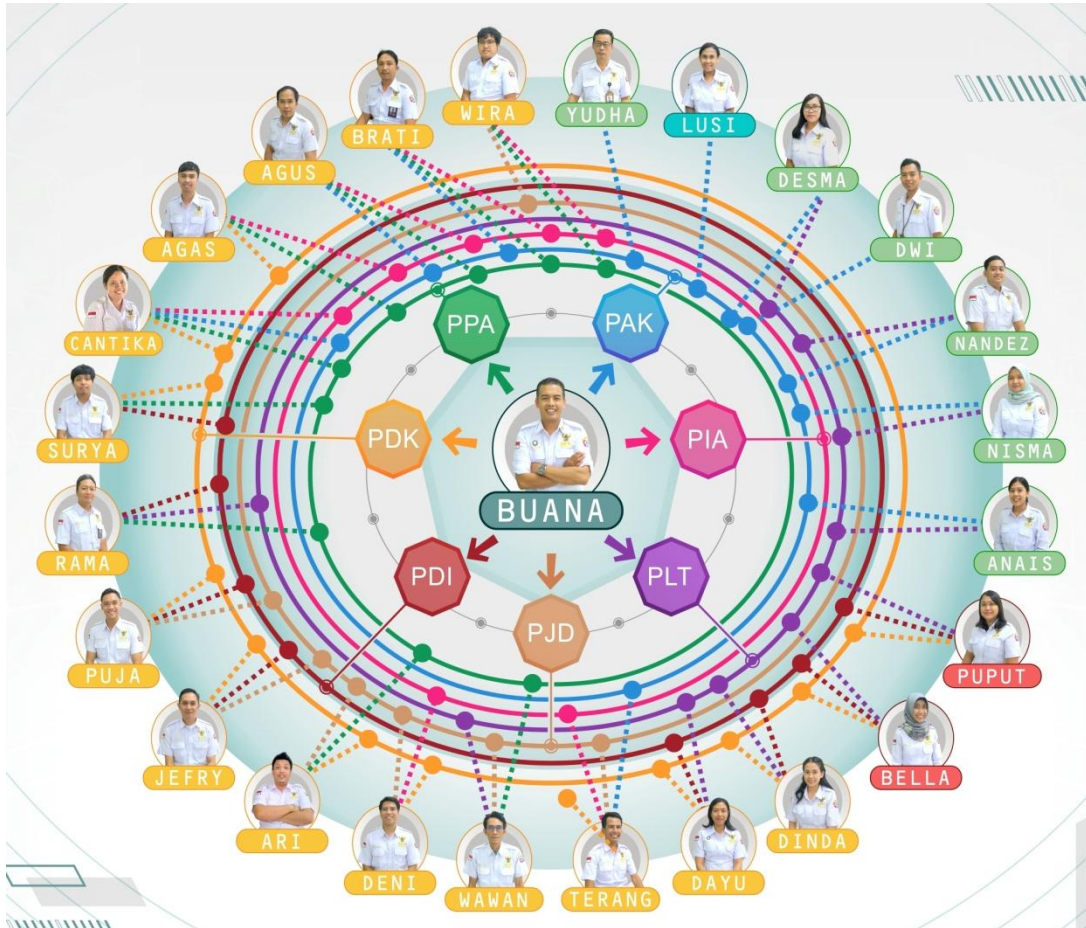 WIRA
YUDHA
LUSI
BRATI
AGUS
DESMA
AGAS
DWI
CANTIKA
NANDEZ
SURYA
NISMA
RAMA
ANAIS
PUJA
PUPUT
JEFRY
BELLA
ARI
DINDA
DENI
DAYU
WAWAN
TERANG
PPA
PAK
PDK
PIA
BUANA
PDI
PLT
PJD